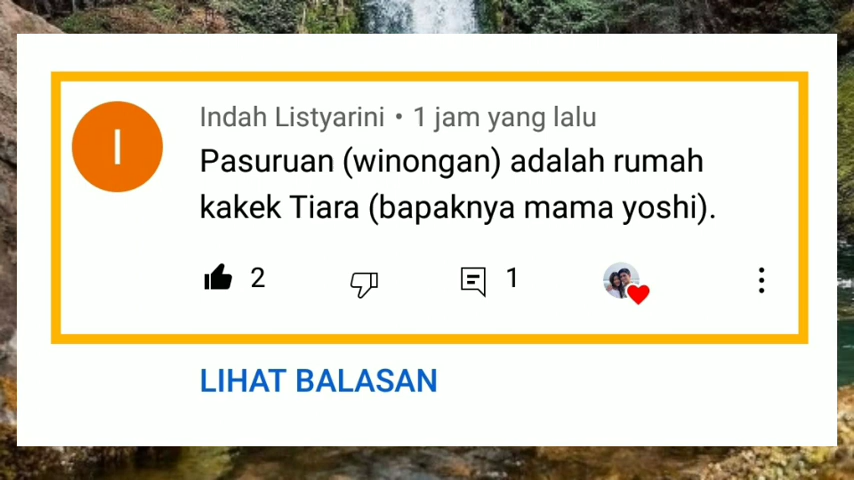 I
Indah Listyarini • 1 jam yang lalu
Pasuruan (winongan) adalah rumah
kakek Tiara (bapaknya mama yoshi).
2
1
LIHAT BALASAN